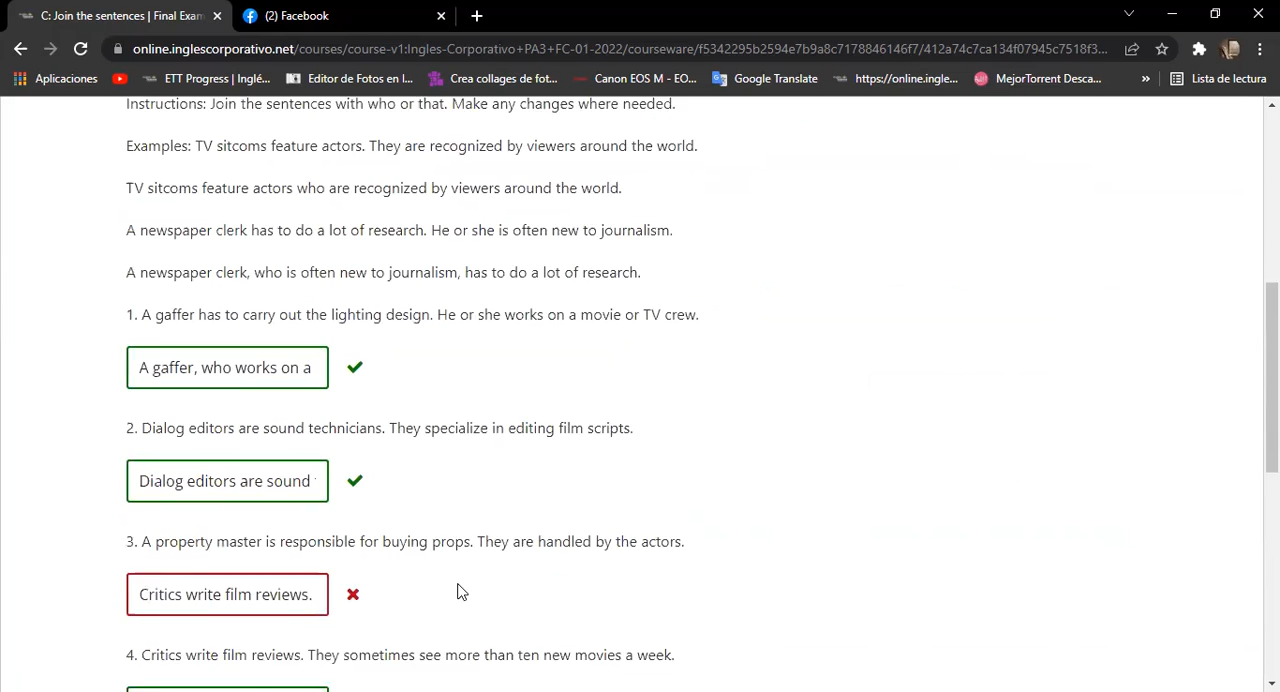 C: Join the sentences | Final Exam
(2) Facebook
online.inglescorporativo.net/courses/course-v1:Ingles-Corporativo+PA3+FC-01-2022/courseware/f5342295b2594e7b9a8c7178846146f7/412a74c7ca134f07945c7518f3...
Aplicaciones
ETT Progress | Inglé...
Editor de Fotos en l...
Crea collages de fot...
Canon EOS M - EO...
Google Translate
https://online.ingle...
MejorTorrent Desca...
»
Lista de lectura
Instructions: Join the sentences with who or that. Make any changes where needed.
Examples: TV sitcoms feature actors. They are recognized by viewers around the world.
TV sitcoms feature actors who are recognized by viewers around the world.
A newspaper clerk has to do a lot of research. He or she is often new to journalism.
A newspaper clerk, who is often new to journalism, has to do a lot of research.
1. A gaffer has to carry out the lighting design. He or she works on a movie or TV crew.
A gaffer, who works on a
2. Dialog editors are sound technicians. They specialize in editing film scripts.
Dialog editors are sound
3. A property master is responsible for buying props. They are handled by the actors.
Critics write film reviews.
4. Critics write film reviews. They sometimes see more than ten new movies a week.